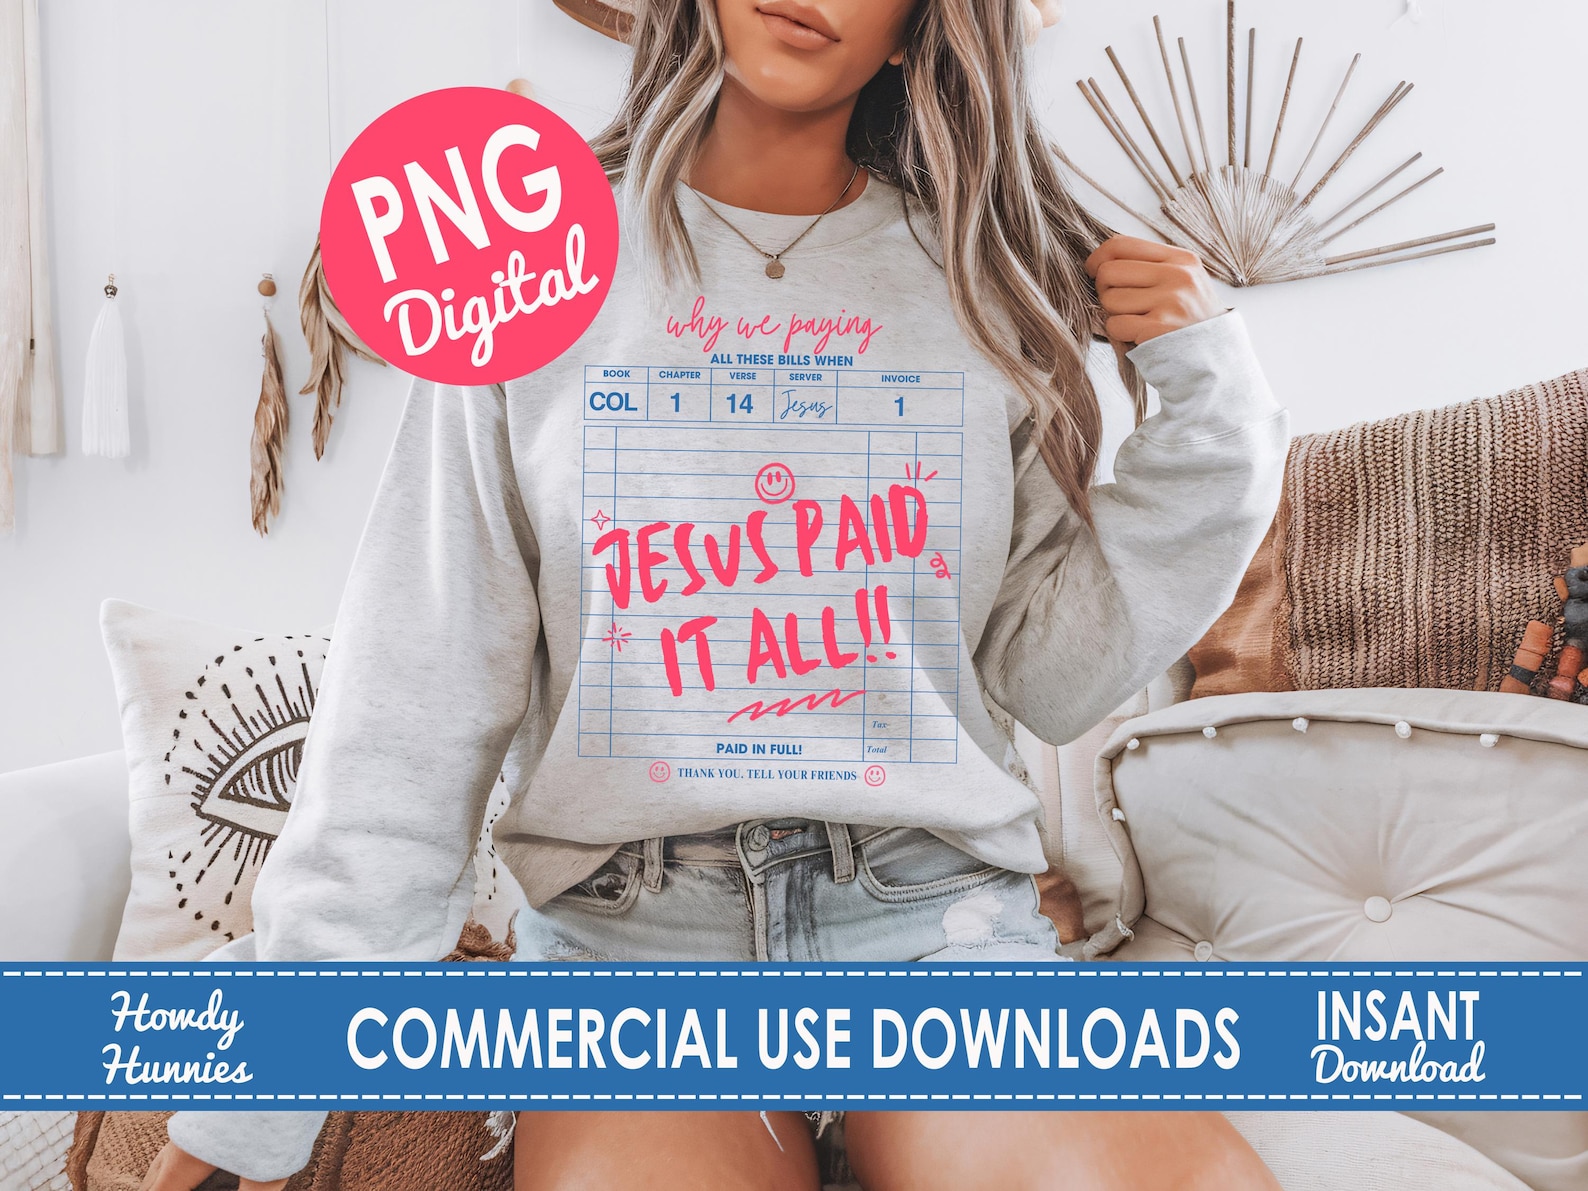 PNG
Digital
why we paying
ALL THESE BILLS WHEN
BOOK CHAPTER VERSE SERVER INVOICE
COL 1 14 Jesus 1
JESUS PAID
IT ALL!!
Tax
PAID IN FULL! Total
THANK YOU. TELL YOUR FRIENDS
Howdy
Hunnies
COMMERCIAL USE DOWNLOADS
INSANT
Download